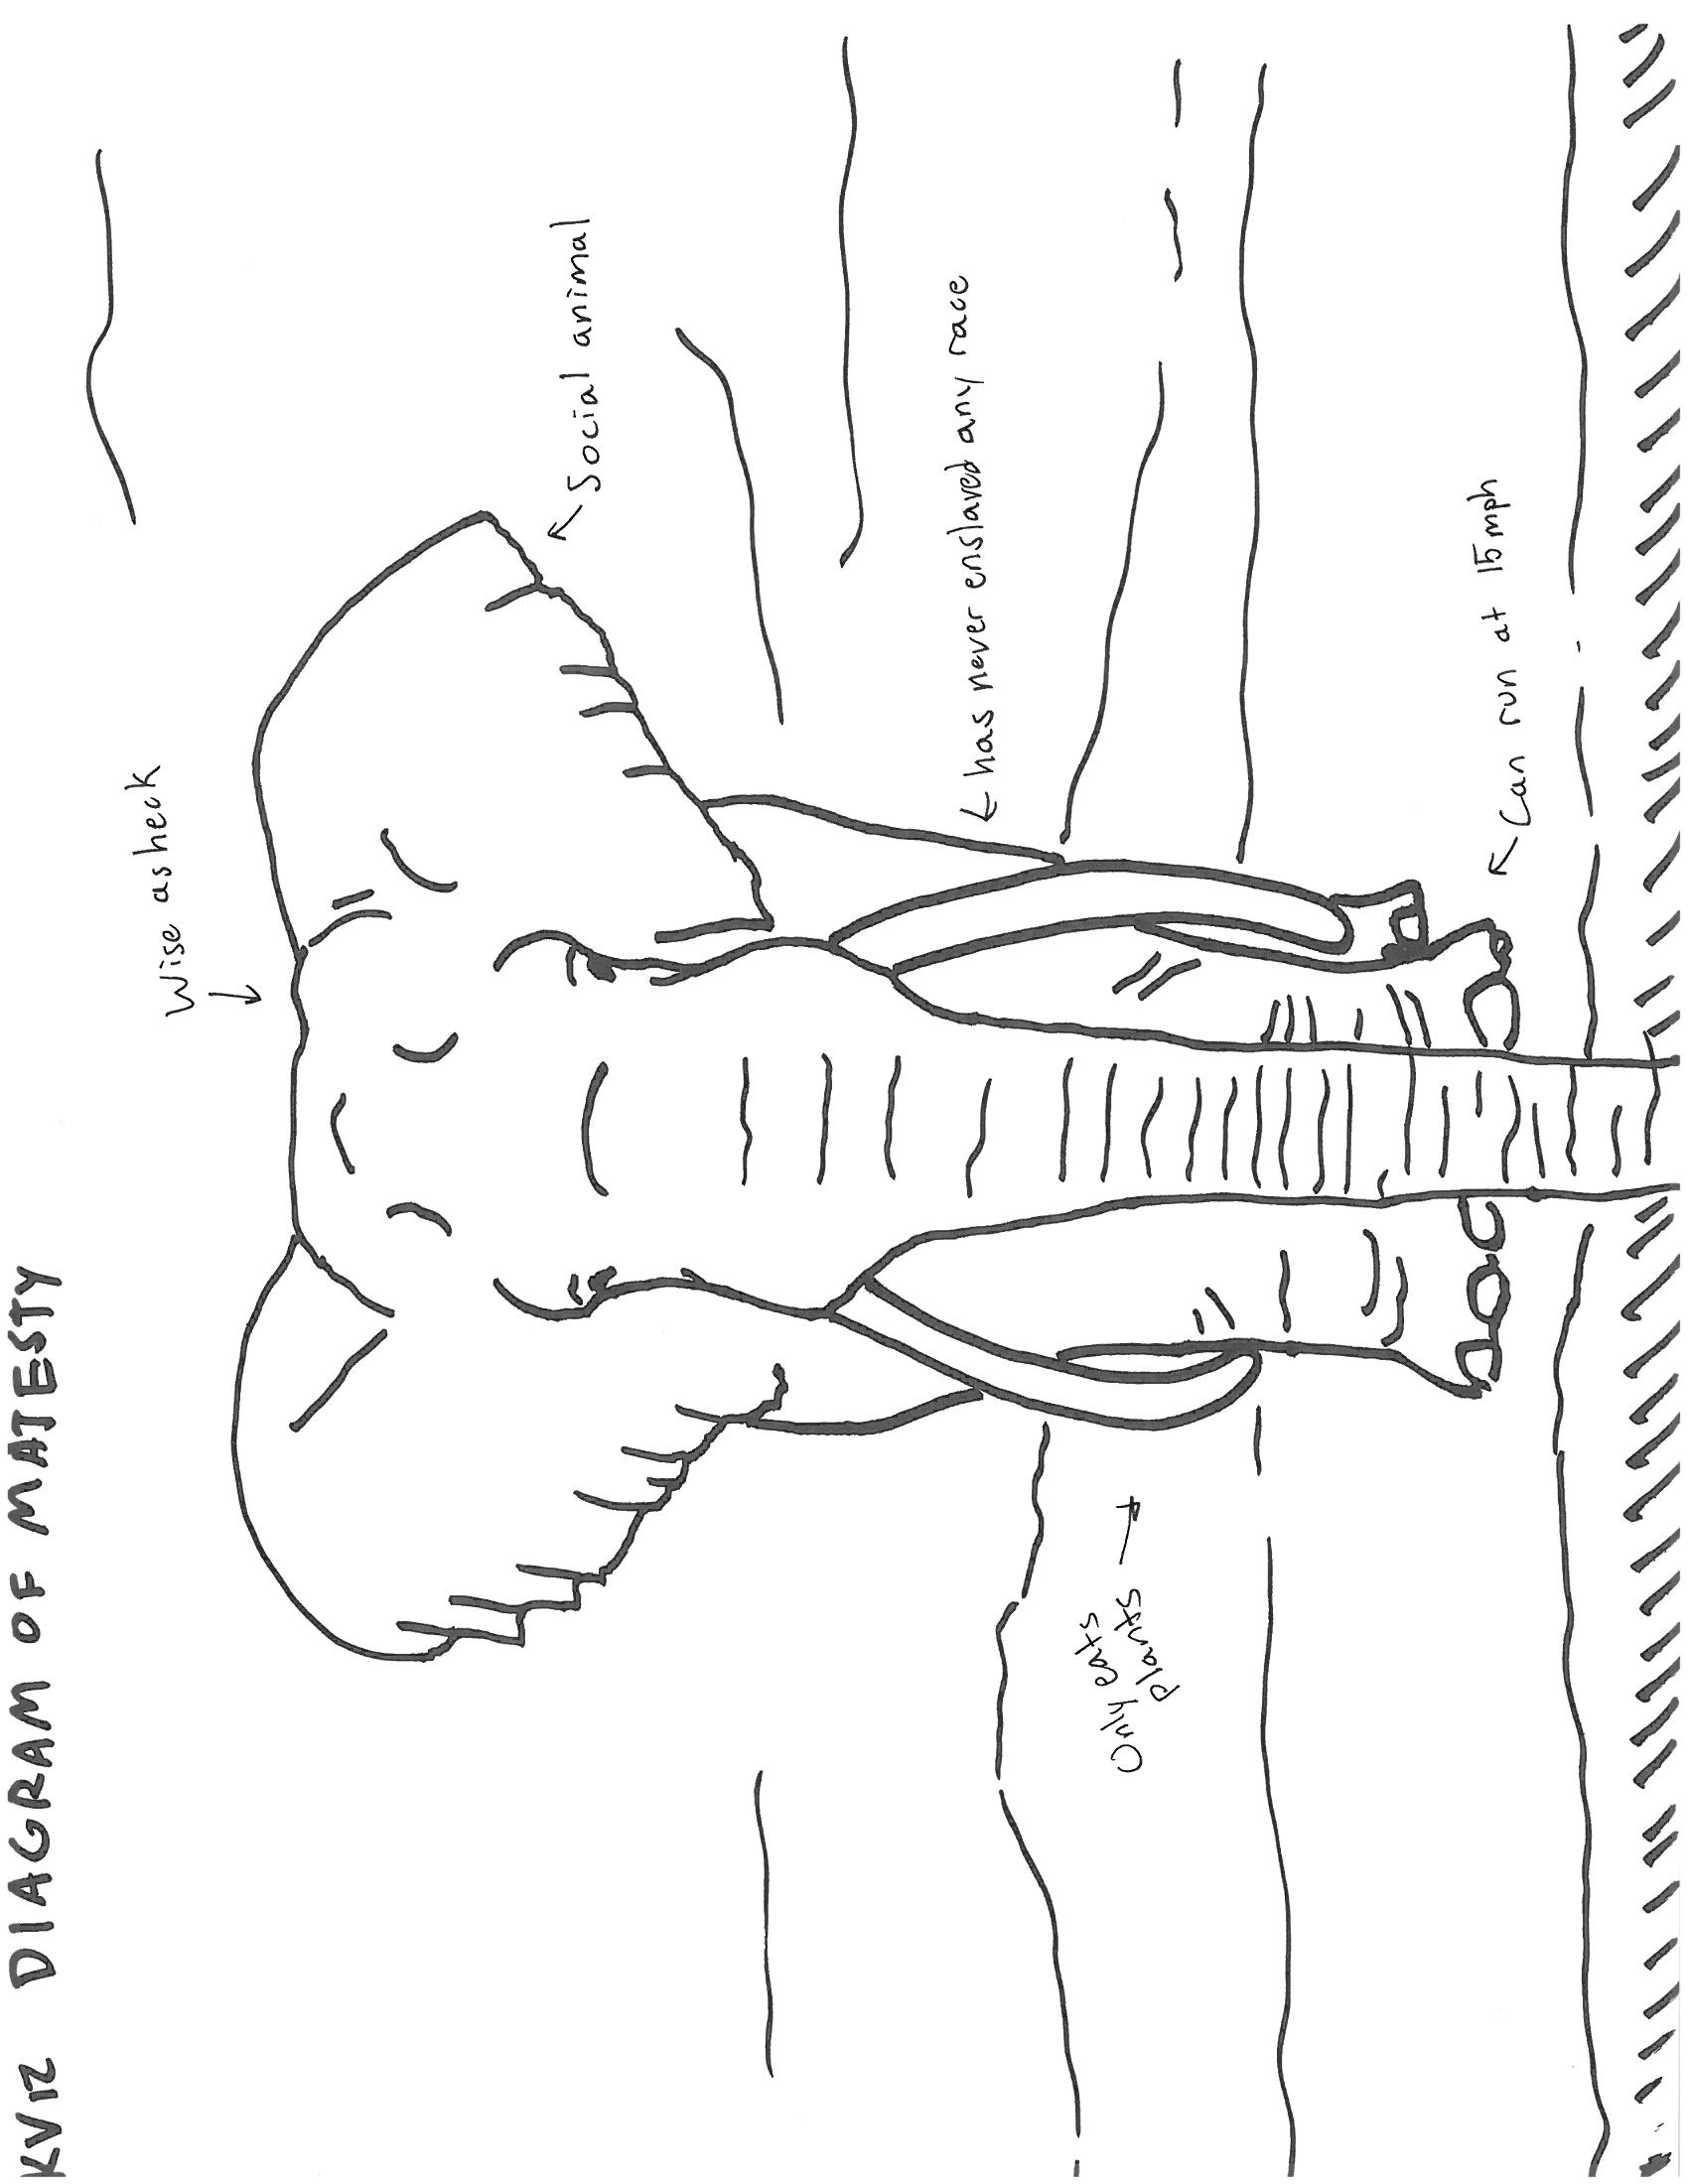 KVIZ DIAGRAM OF MAJESTY
Wise as heck
Social animal
has never enslaved any race
Only eats
plants
Can run at 15 mph